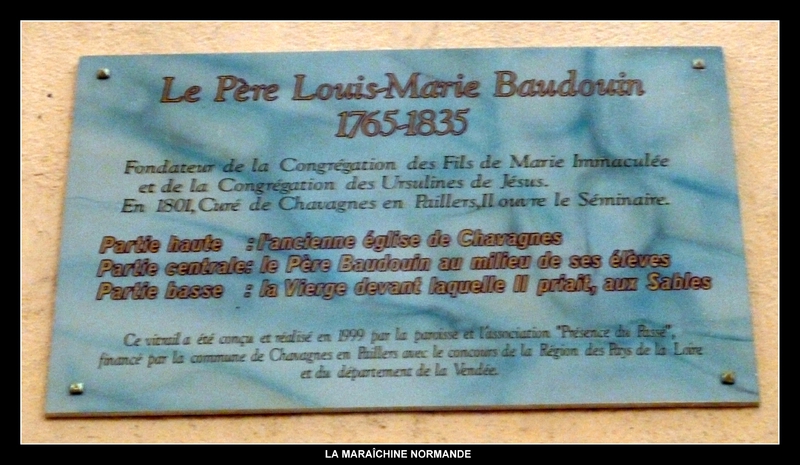 Le Père Louis-Marie Baudouin
1765-1835
Fondateur de la Congrégation des Fils de Marie Immaculée
et de la Congrégation des Ursulines de Jésus.
En 1801, Curé de Chavagnes en Paillers, Il ouvre le Séminaire.
Partie haute : l'ancienne église de Chavagnes
Partie centrale: le Père Baudouin au milieu de ses élèves
Partie basse : la Vierge devant laquelle Il priait, aux Sables
Ce vitrail a été conçu et réalisé en 1999 par la paroisse et l'association "Présence du Passé",
financé par la commune de Chavagnes en Paillers avec le concours de la Région des Pays de la Loire
et du département de la Vendée.
LA MARAÎCHINE NORMANDE